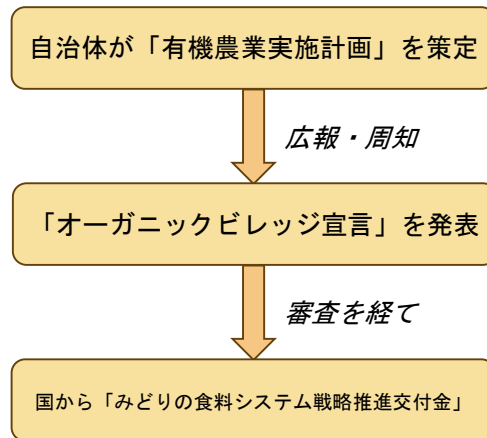 自治体が「有機農業実施計画」を策定
広報・周知
「オーガニックビレッジ宣言」を発表
審査を経て
国から「みどりの食料システム戦略推進交付金」